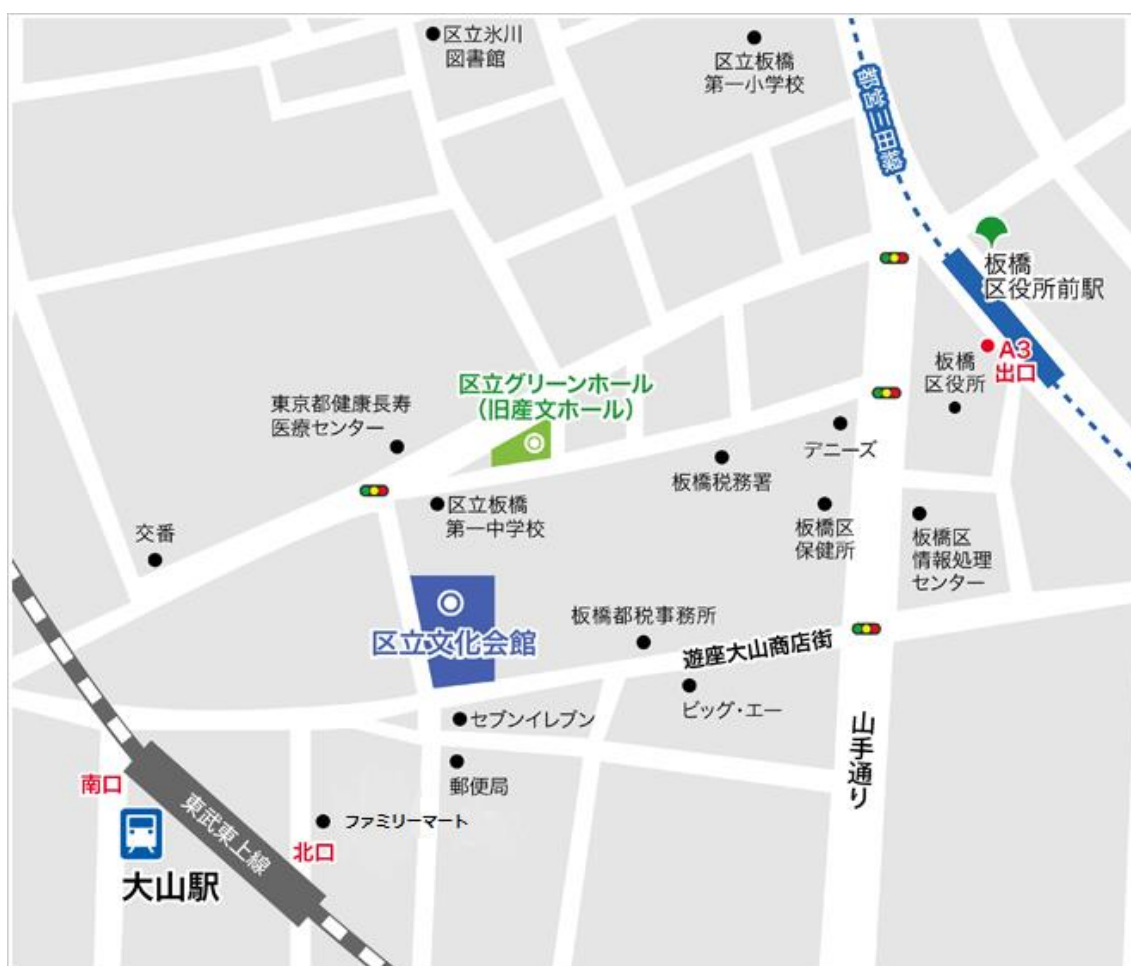 区立氷川
図書館
区立板橋
第一小学校
都営三田線
板橋
区役所前駅
A3
出口
板橋
区役所
区立グリーンホール
(旧産文ホール)
東京都健康長寿
医療センター
デニーズ
板橋税務署
区立板橋
第一中学校
板橋区
保健所
板橋区
情報処理
センター
交番
区立文化会館
板橋都税事務所
遊座大山商店街
ビッグ・エー
セブンイレブン
山手通り
郵便局
南口
東武東上線
ファミリーマート
北口
大山駅